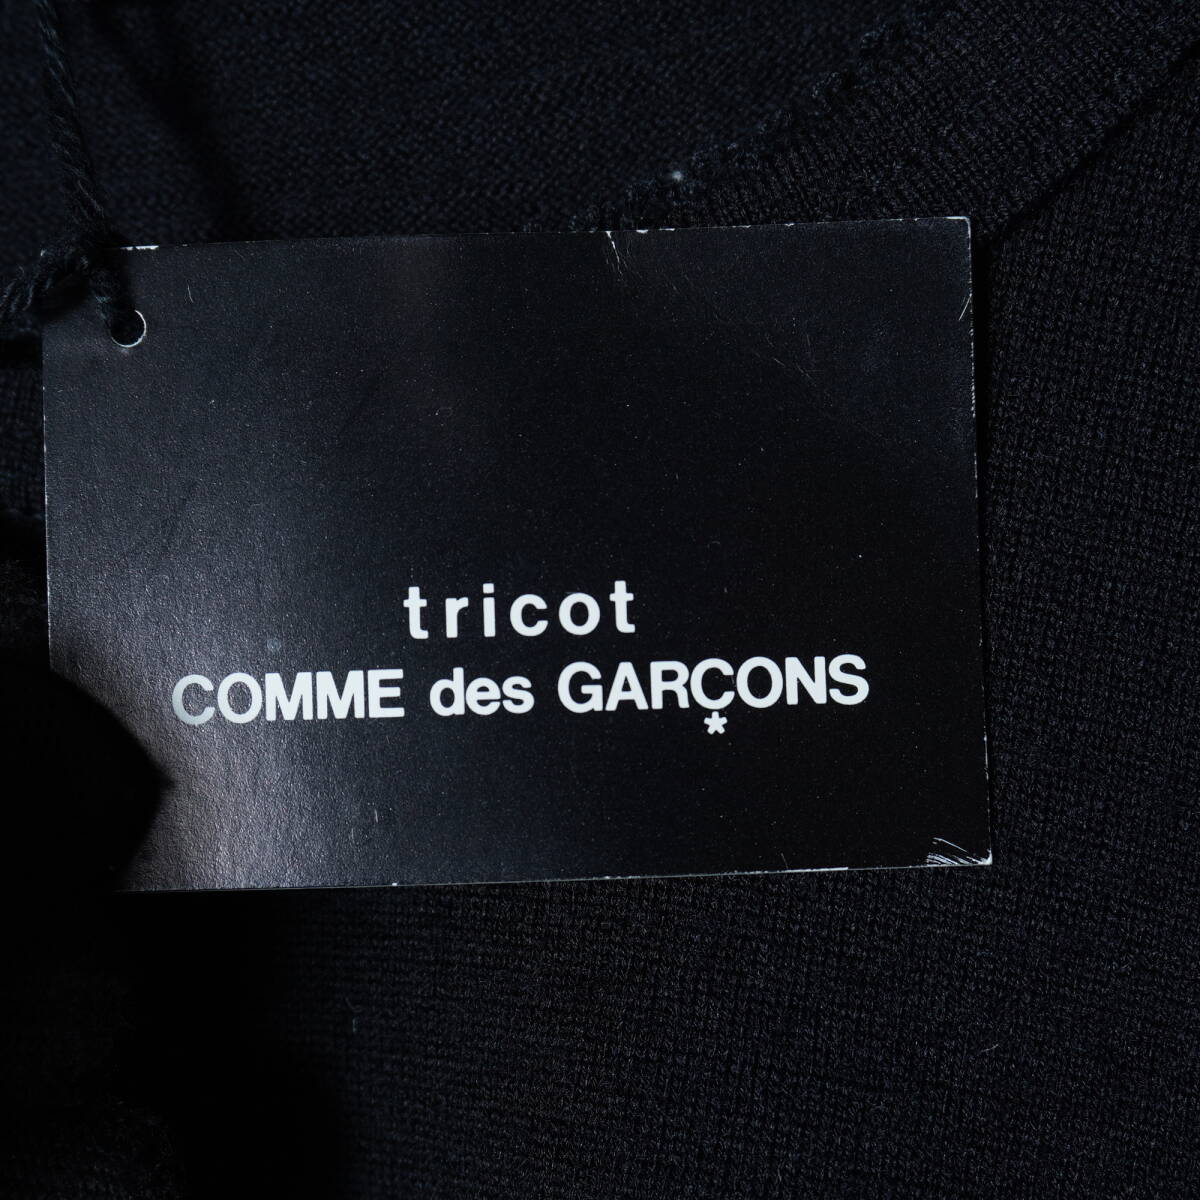 tricot
COMME des GARÇONS
*